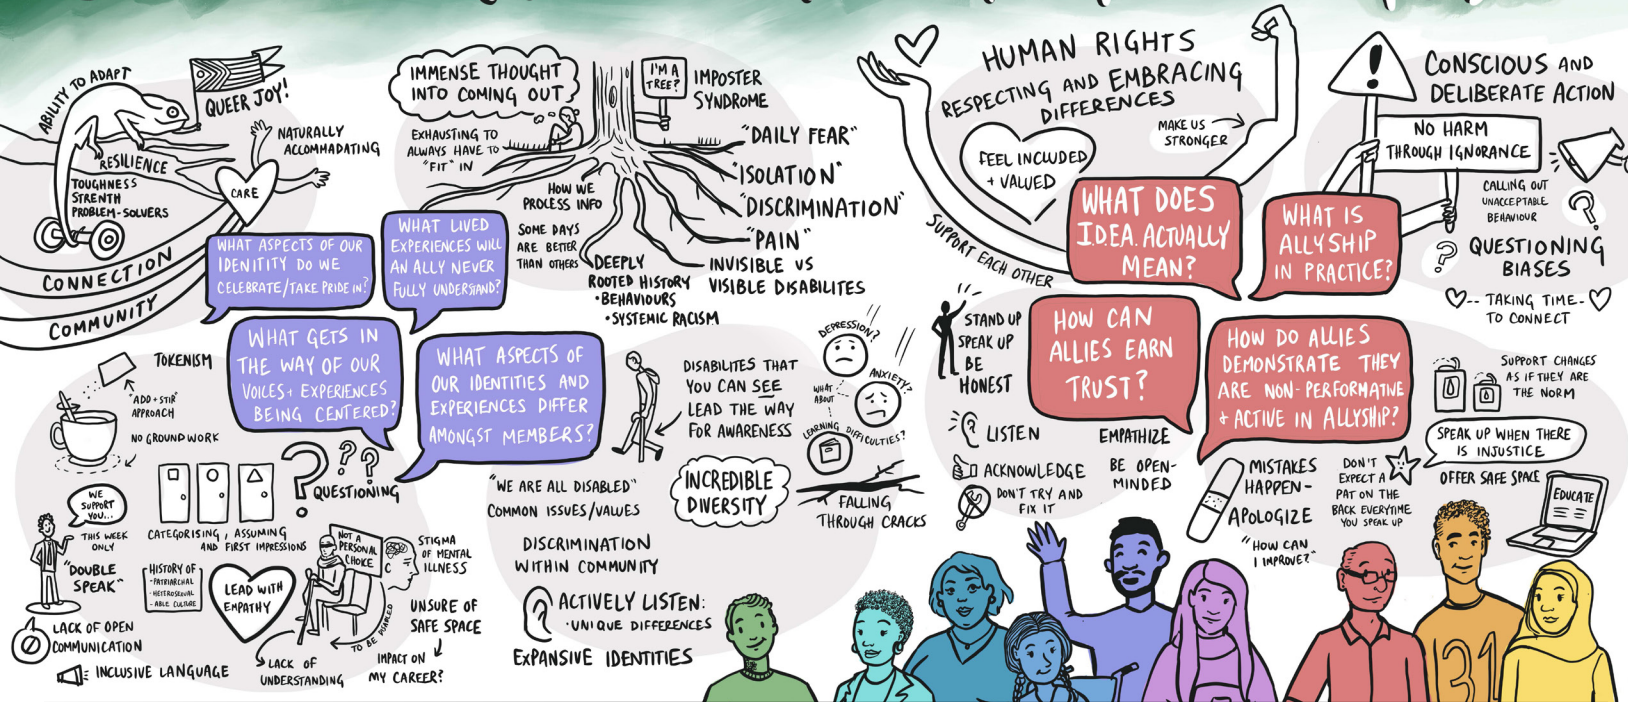 ABILITY TO ADAPT
QUEER JOY!
RESILIENCE
TOUGHNESS
STRENTH
PROBLEM-SOLVERS
NATURALLY
ACCOMMADATING
CARE
CONNECTION
COMMUNITY
WHAT ASPECTS OF OUR
IDENITITY DO WE
CELEBRATE/TAKE PRIDE IN?
IMMENSE THOUGHT
INTO COMING OUT
EXHAUSTING TO
ALWAYS HAVE TO
"FIT" IN
I'M A
TREE?
IMPOSTER
SYNDROME
"DAILY FEAR"
"ISOLATION"
"DISCRIMINATION"
"PAIN"
INVISIBLE VS
VISIBLE DISABILITES
HOW WE
PROCESS INFO
SOME DAYS
ARE BETTER
THAN OTHERS
DEEPLY
ROOTED HISTORY
•BEHAVIOURS
•SYSTEMIC RACISM
WHAT LIVED
EXPERIENCES WILL
AN ALLY NEVER
FULLY UNDERSTAND?
WHAT GETS IN
THE WAY OF OUR
VOICES+ EXPERIENCES
BEING CENTERED?
TOKENISM
ADD+STIR
APPROACH
NO GROUNDWORK
WE
SUPPORT
YOU...
THIS WEEK
ONLY
"DOUBLE
SPEAK"
CATEGORISING, ASSUMING
AND FIRST IMPRESSIONS
? ? ?
QUESTIONING
HISTORY OF
-PATRIARCHAL
-HETEROSEXUAL
-ABLE CULTURE
LEAD WITH
EMPATHY
NOT A
PERSONAL
CHOICE
TO BE DISABLED
STIGMA
OF MENTAL
ILLNESS
UNSURE OF
SAFE SPACE
IMPACT ON
MY CAREER?
LACK OF
UNDERSTANDING
LACK OF OPEN
COMMUNICATION
INCLUSIVE LANGUAGE
WHAT ASPECTS OF
OUR IDENTITIES AND
EXPERIENCES DIFFER
AMONGST MEMBERS?
DISABILITES THAT
YOU CAN SEE
LEAD THE WAY
FOR AWARENESS
DEPRESSION?
WHAT
ABOUT
ANXIETY?
LEARNING DIFFICULTIES?
"WE ARE ALL DISABLED"
COMMON ISSUES/VALUES
INCREDIBLE
DIVERSITY
FALLING
THROUGH CRACKS
DISCRIMINATION
WITHIN COMMUNITY
ACTIVELY LISTEN:
•UNIQUE DIFFERENCES
EXPANSIVE IDENTITIES
HUMAN RIGHTS
RESPECTING AND EMBRACING
DIFFERENCES
MAKE US
STRONGER
FEEL INCLUDED
+ VALUED
SUPPORT EACH OTHER
WHAT DOES
I.D.E.A. ACTUALLY
MEAN?
!
CONSCIOUS AND
DELIBERATE ACTION
NO HARM
THROUGH IGNORANCE
CALLING OUT
UNACCEPTABLE
BEHAVIOUR
? ?
QUESTIONING
BIASES
TAKING TIME
TO CONNECT
WHAT IS
ALLYSHIP
IN PRACTICE?
HOW CAN
ALLIES EARN
TRUST?
STAND UP
SPEAK UP
BE
HONEST
LISTEN
EMPATHIZE
ACKNOWLEDGE
BE OPEN-
MINDED
DON'T TRY AND
FIX IT
HOW DO ALLIES
DEMONSTRATE THEY
ARE NON-PERFORMATIVE
+ ACTIVE IN ALLYSHIP?
SUPPORT CHANGES
AS IF THEY ARE
THE NORM
SPEAK UP WHEN THERE
IS INJUSTICE
OFFER SAFE SPACE
MISTAKES
HAPPEN-
APOLOGIZE
"HOW CAN
I IMPROVE?"
DON'T
EXPECT A
PAT ON THE
BACK EVERYTIME
YOU SPEAK UP
EDUCATE
31